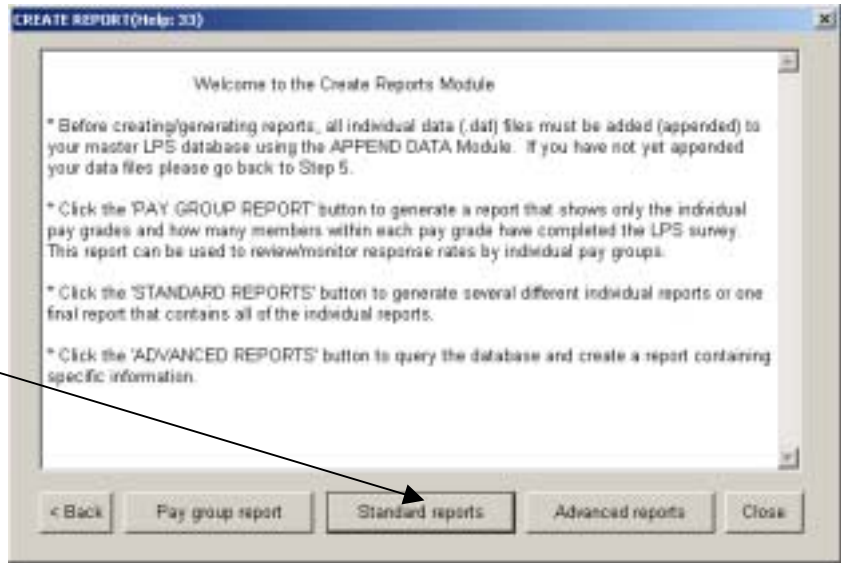 CREATE REPORT(Help: 33)
Welcome to the Create Reports Module
* Before creating/generating reports, all individual data (.dat) files must be added (appended) to
your master LPS database using the APPEND DATA Module. If you have not yet appended
your data files please go back to Step 5.
* Click the 'PAY GROUP REPORT' button to generate a report that shows only the individual
pay grades and how many members within each pay grade have completed the LPS survey.
This report can be used to review/monitor response rates by individual pay groups.
* Click the 'STANDARD REPORTS' button to generate several different individual reports or one
final report that contains all of the individual reports.
* Click the 'ADVANCED REPORTS' button to query the database and create a report containing
specific information.
< Back Pay group report Standard reports Advanced reports Close